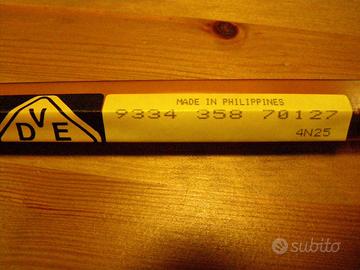 MADE IN PHILIPPINES
9334 358 70127
4N25
DVE
subito